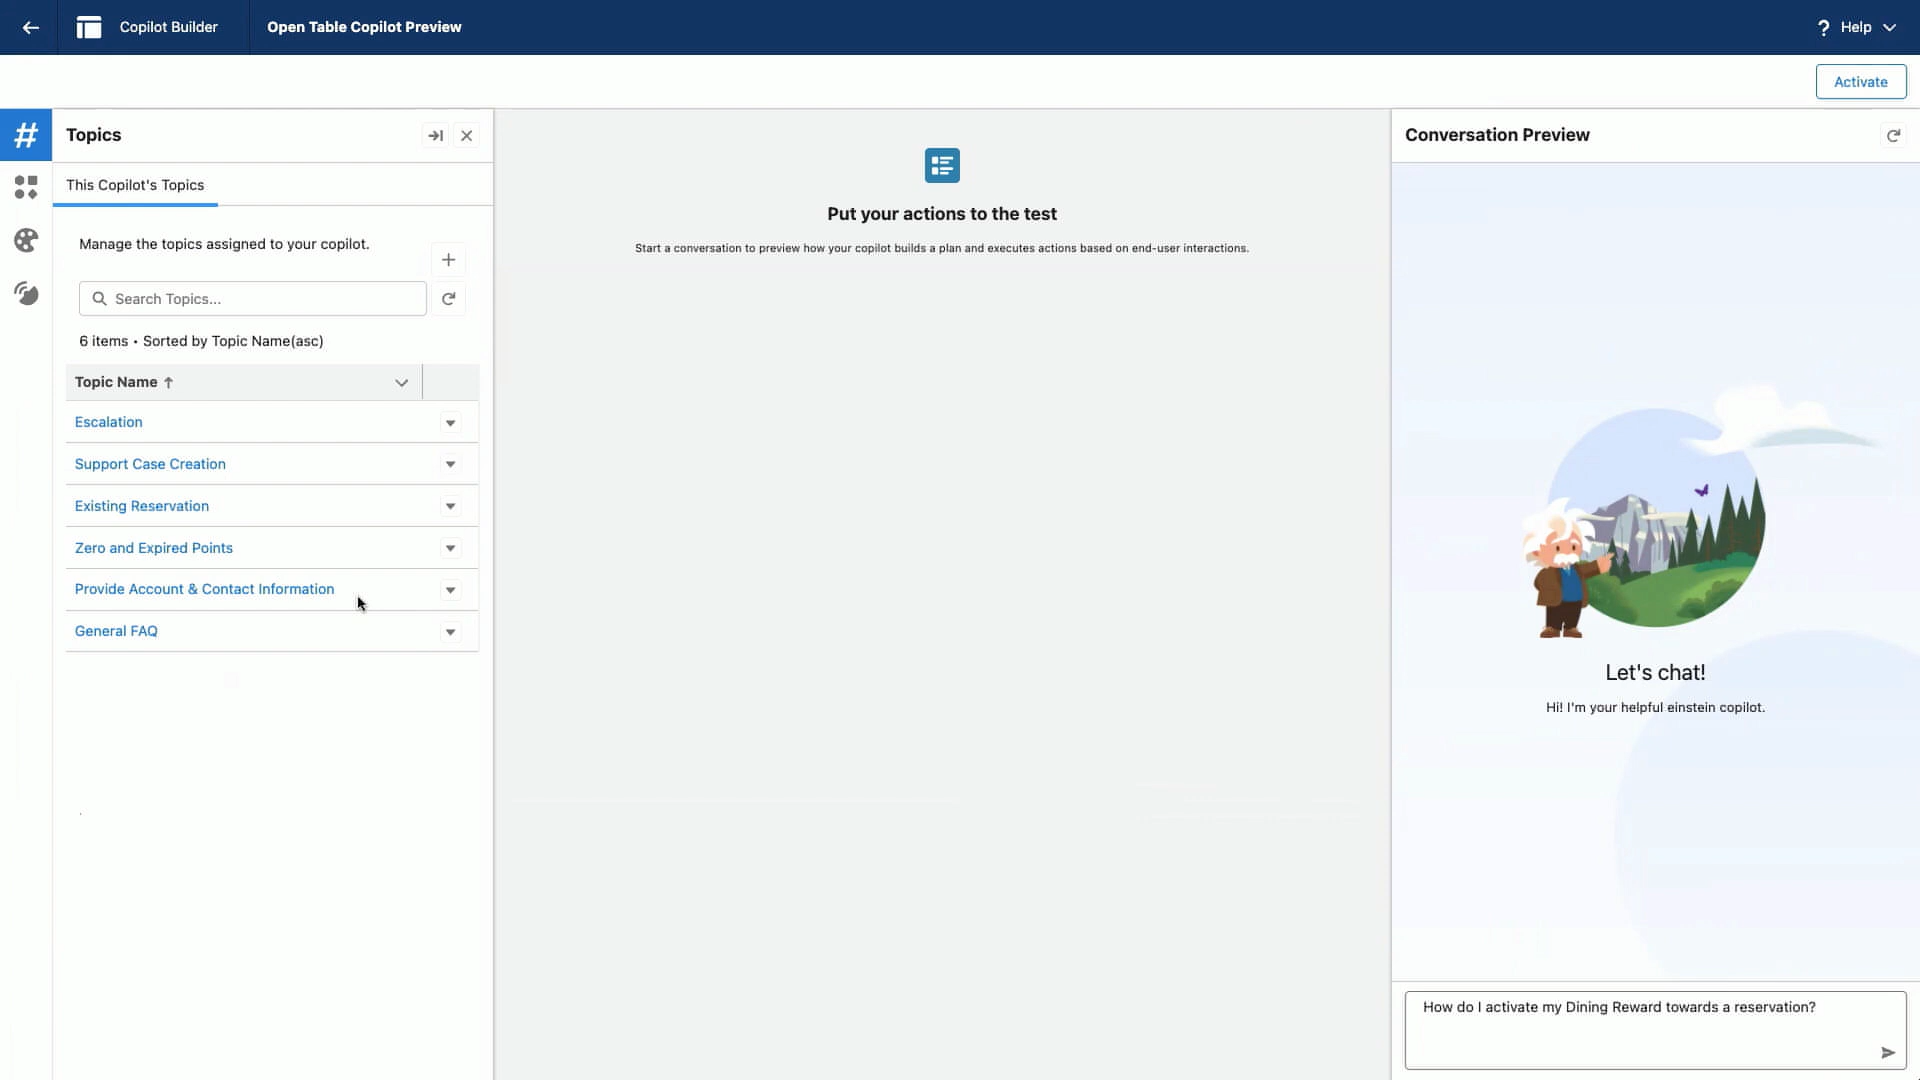 Copilot Builder
Open Table Copilot Preview
? Help
Activate
# Topics
This Copilot's Topics
Manage the topics assigned to your copilot.
Search Topics...
6 items • Sorted by Topic Name(asc)
Topic Name ↑
Escalation
Support Case Creation
Existing Reservation
Zero and Expired Points
Provide Account & Contact Information
General FAQ
Put your actions to the test
Start a conversation to preview how your copilot builds a plan and executes actions based on end-user interactions.
Conversation Preview
Let's chat!
Hi! I'm your helpful einstein copilot.
How do I activate my Dining Reward towards a reservation?